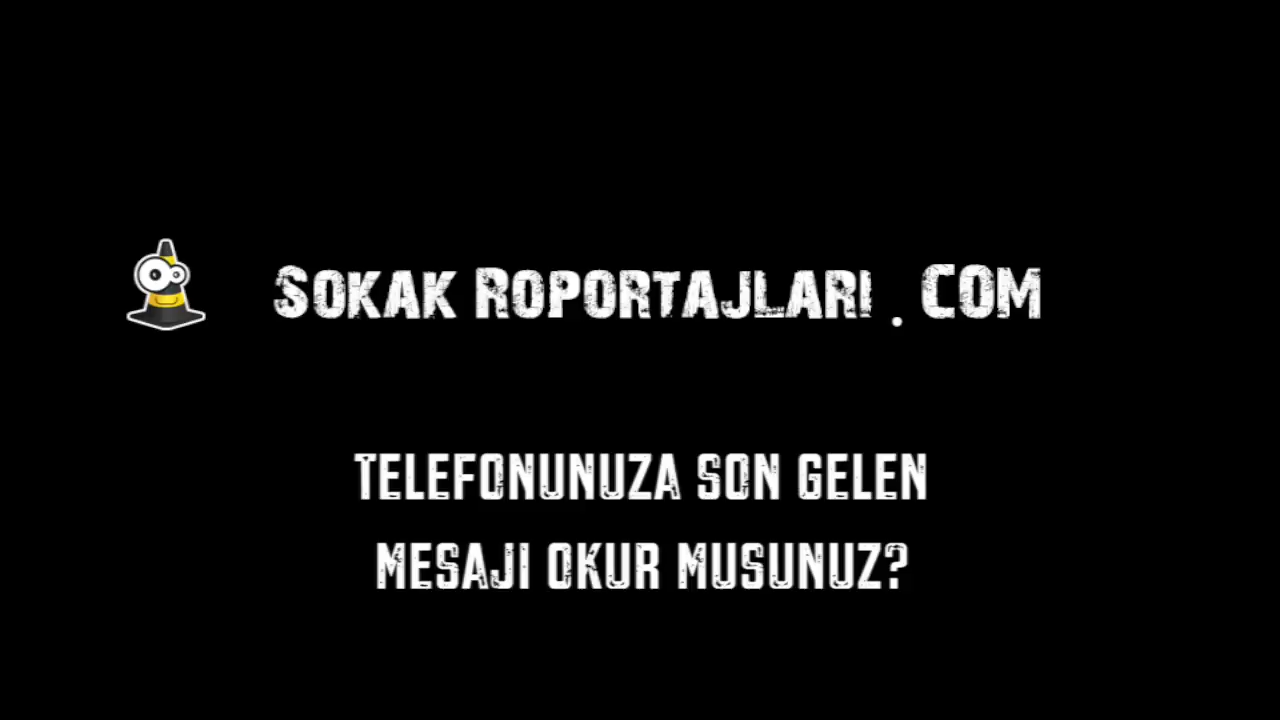 SOKAK ROPORTAJLARI . COM
TELEFONUNUZA SON GELEN
MESAJI OKUR MUSUNUZ?